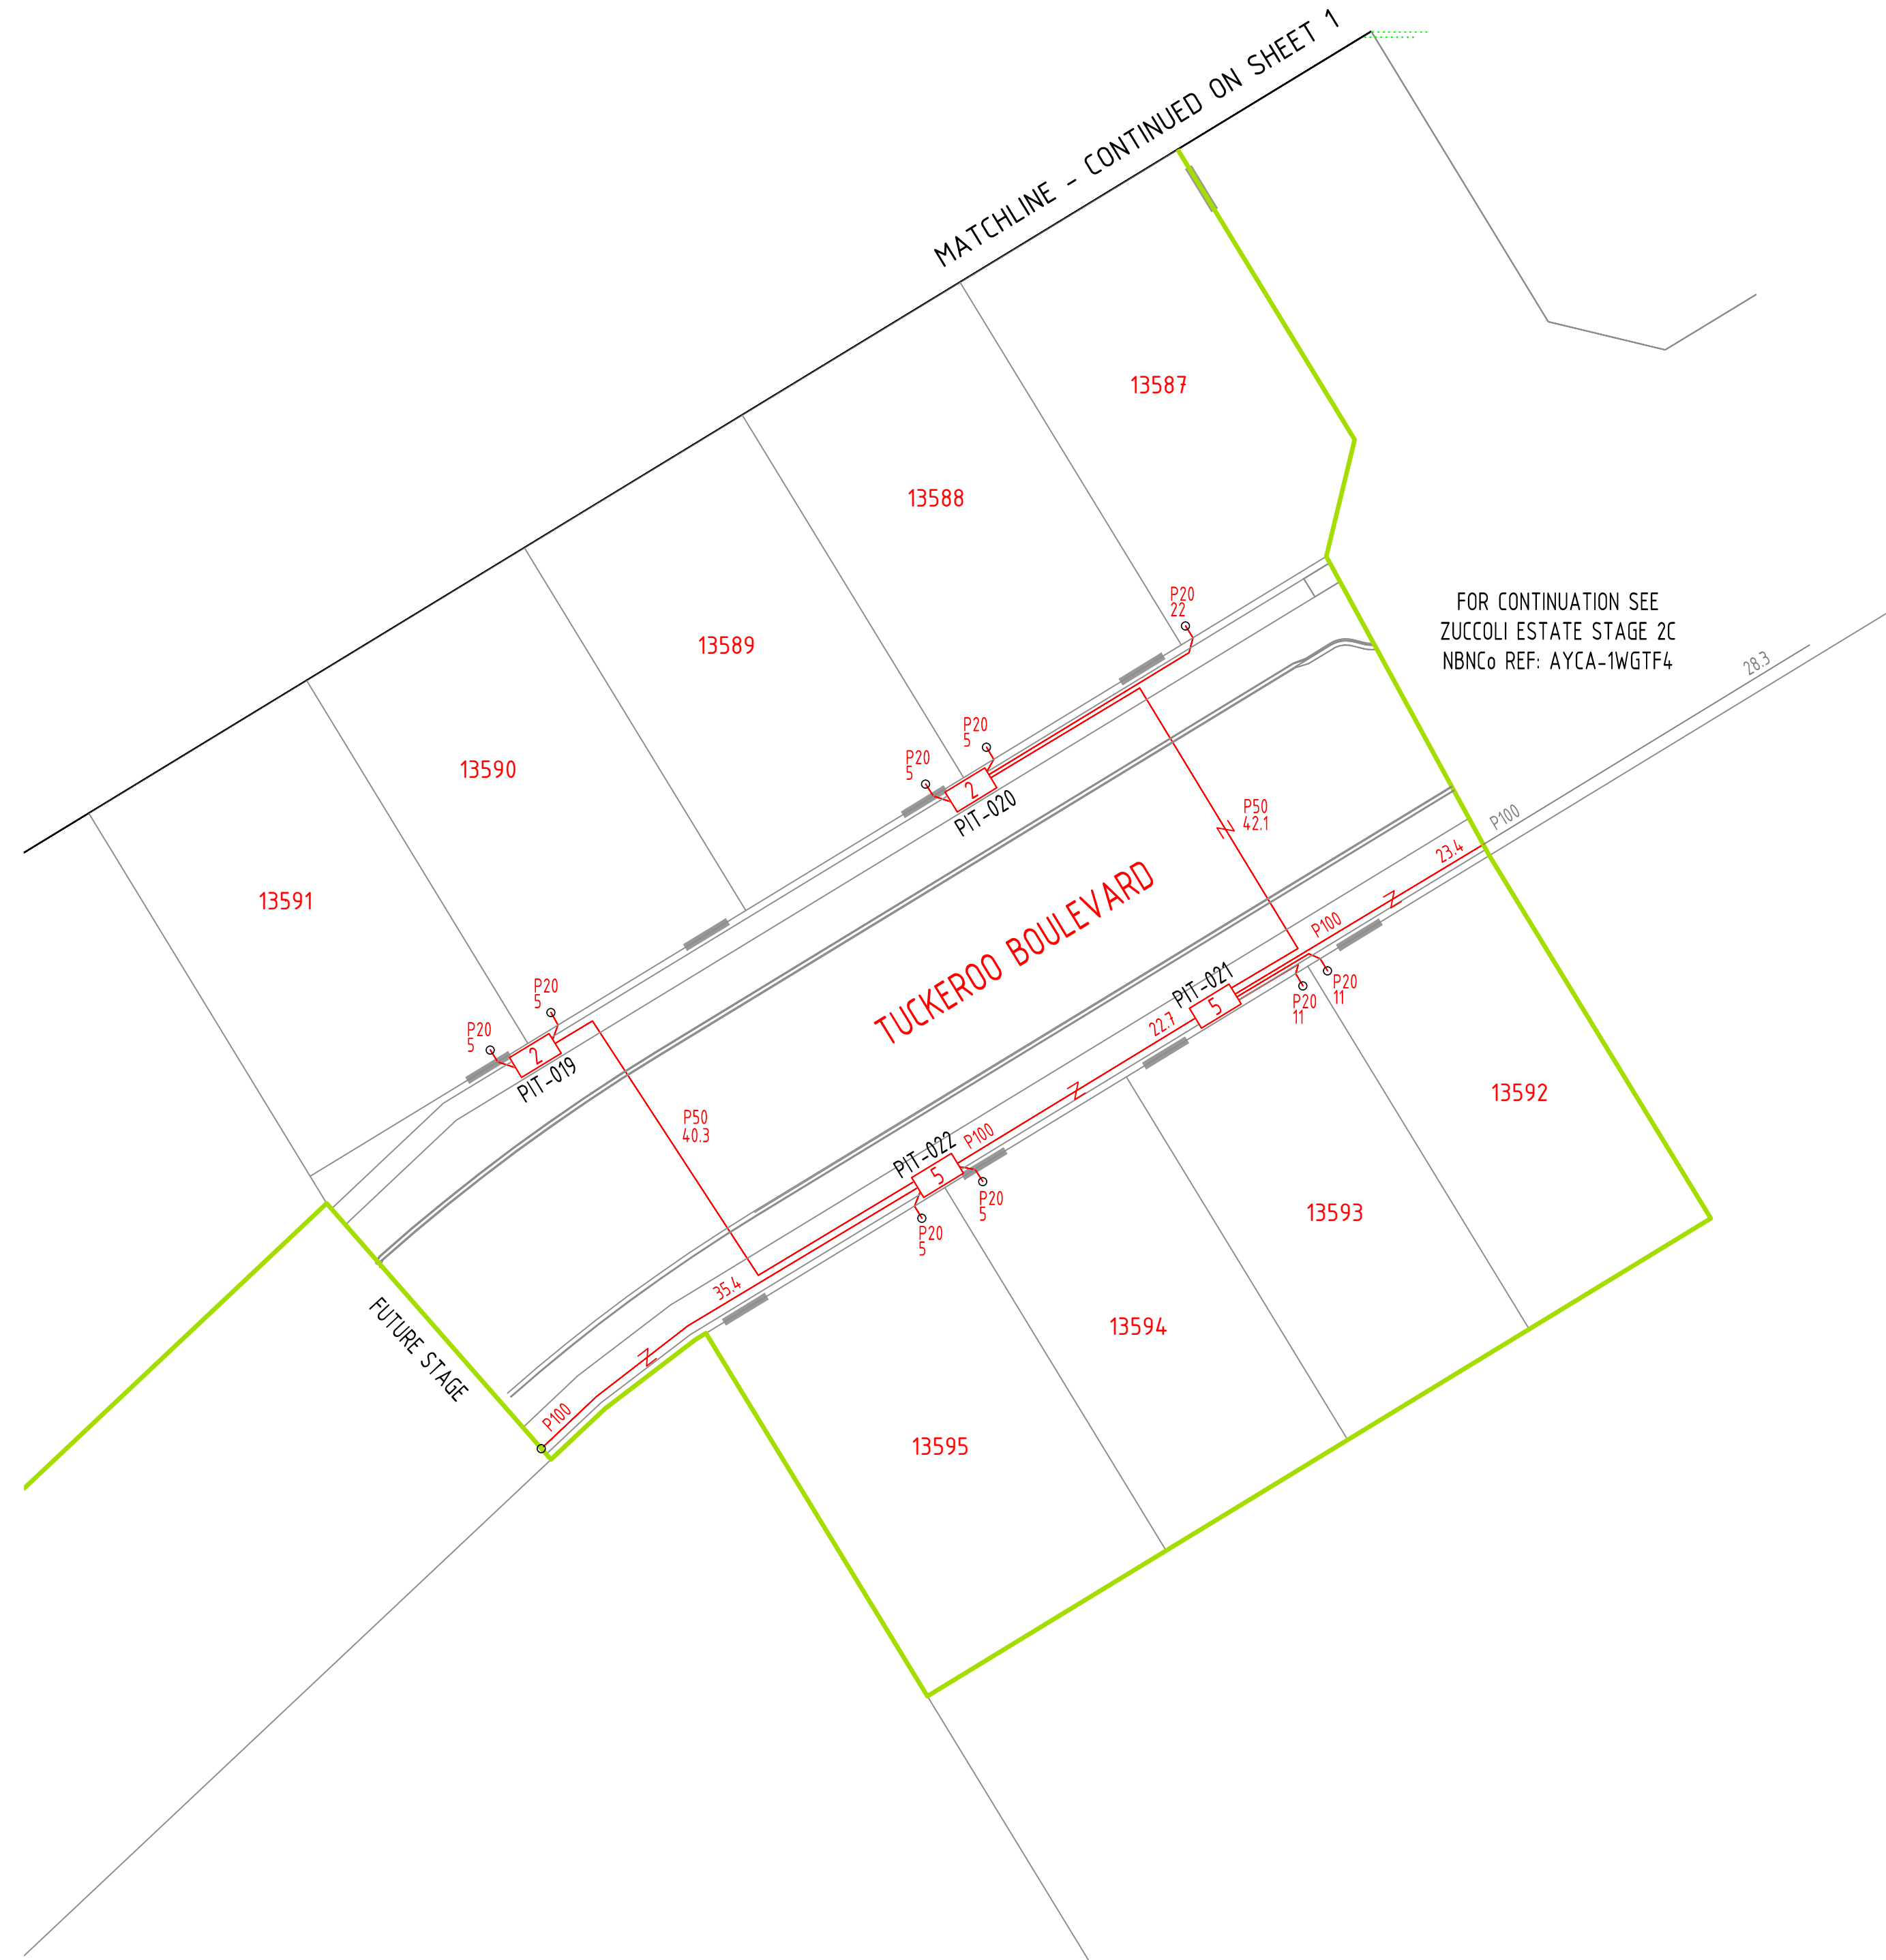 MATCHLINE - CONTINUED ON SHEET 1
13587
13588
13589
13590
13591
FOR CONTINUATION SEE
ZUCCOLI ESTATE STAGE 2C
NBNCo REF: AYCA-1WGTF4
28.3
P100
P20
22
P20
5
P20
5
2
PIT-020
P50
42.1
23.4
P100
TUCKEROO BOULEVARD
P20
5
P20
5
2
PIT-019
P50
40.3
PIT-021
5
22.7
P20
11
P20
11
13592
PIT-022
5
P100
P20
5
P20
5
13593
13594
13595
35.4
P100
FUTURE STAGE